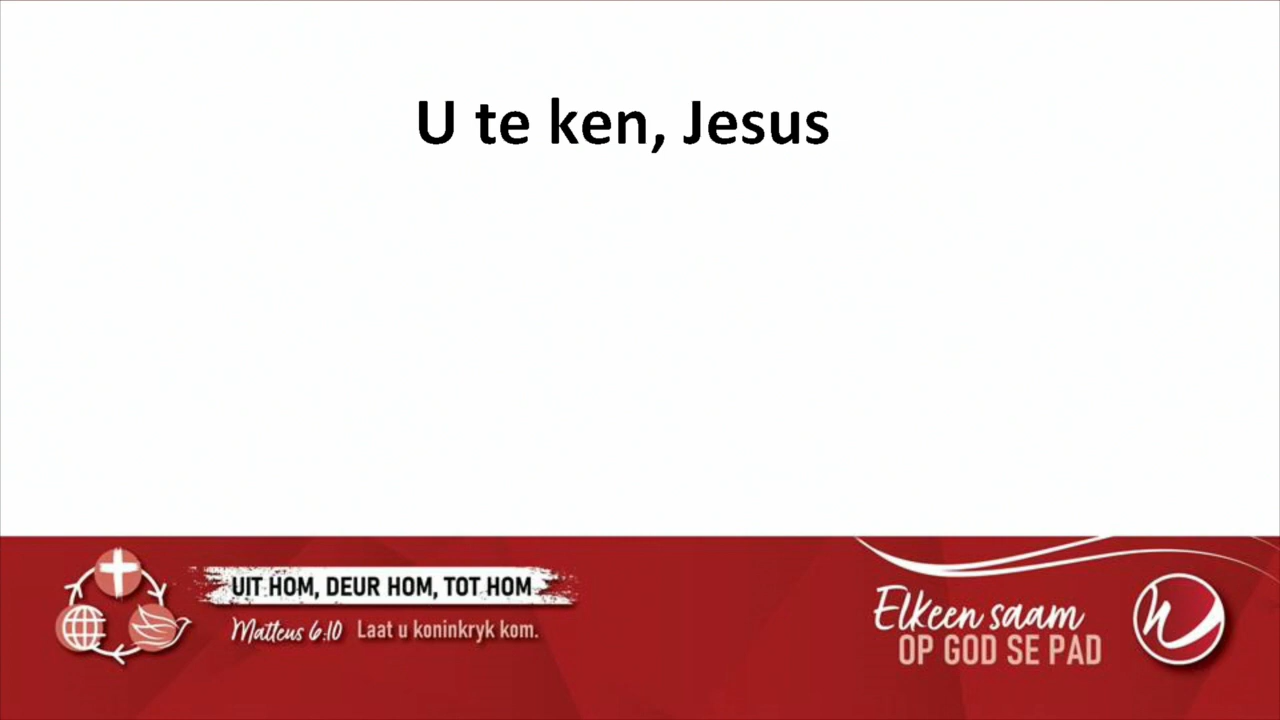 U te ken, Jesus
UIT HOM, DEUR HOM, TOT HOM
Matteus 6:10 Laat u koninkryk kom.
Elkeen saam
OP GOD SE PAD